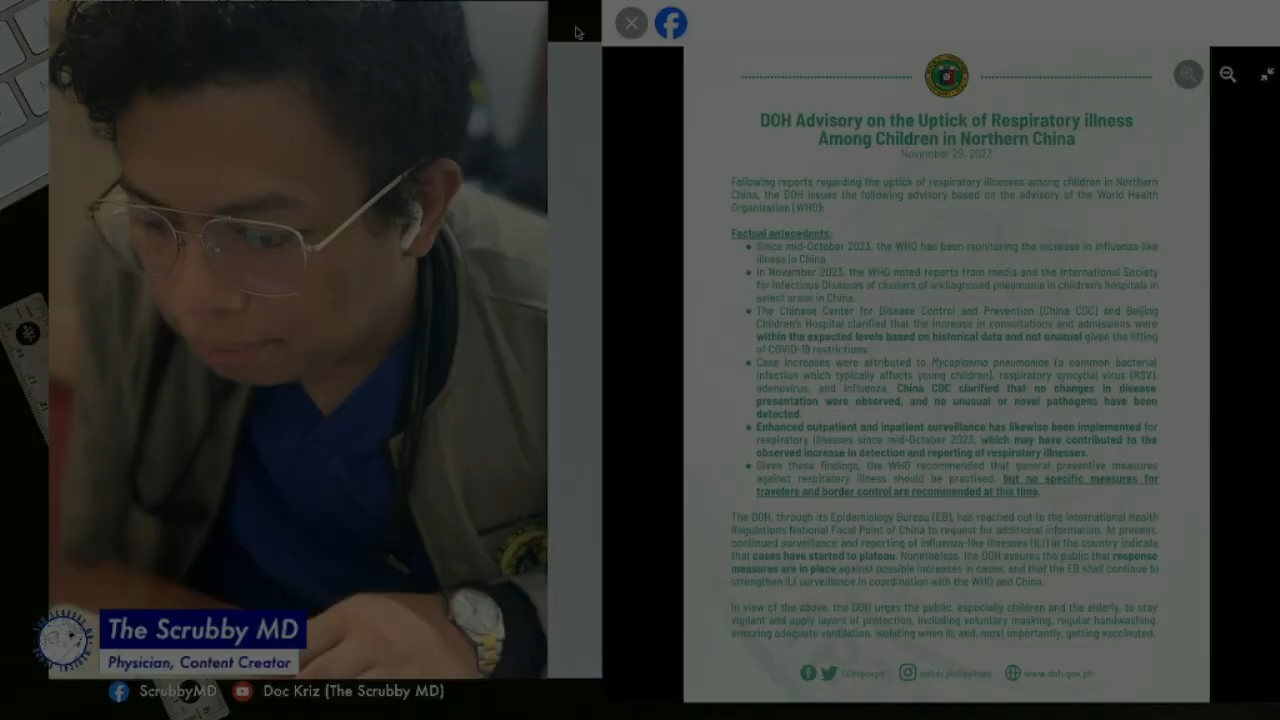 DOH Advisory on the Uptick of Respiratory illness
Among Children in Northern China
November 29, 2023
Following reports regarding the uptick of respiratory illnesses among children in Northern
China, the DOH issues the following advisory based on the advisory of the World Health
Organization (WHO):
Factual antecedents:
● Since mid-October 2023, the WHO has been monitoring the increase in influenza-like
illness in China.
● In November 2023, the WHO noted reports from media and the International Society
for Infectious Diseases of clusters of undiagnosed pneumonia in children's hospitals in
select areas in China.
● The Chinese Center for Disease Control and Prevention (China CDC) and Beijing
Children's Hospital clarified that the increase in consultations and admissions were
within the expected levels based on historical data and not unusual given the lifting
of COVID-19 restrictions.
● Case increases were attributed to Mycoplasma pneumoniae (a common bacterial
infection which typically affects young children), respiratory syncytial virus (RSV),
adenovirus, and influenza. China CDC clarified that no changes in disease
presentation were observed, and no unusual or novel pathogens have been
detected.
● Enhanced outpatient and inpatient surveillance has likewise been implemented for
respiratory illnesses since mid-October 2023, which may have contributed to the
observed increase in detection and reporting of respiratory illnesses.
● Given these findings, the WHO recommended that general preventive measures
against respiratory illness should be practised, but no specific measures for
travelers and border control are recommended at this time.
The DOH, through its Epidemiology Bureau (EB), has reached out to the International Health
Regulations National Focal Point of China to request for additional information. At present,
continued surveillance and reporting of influenza-like illnesses (ILI) in the country indicate
that cases have started to plateau. Nonetheless, the DOH assures the public that response
measures are in place against possible increases in cases, and that the EB shall continue to
strengthen ILI surveillance in coordination with the WHO and China.
In view of the above, the DOH urges the public, especially children and the elderly, to stay
vigilant and apply layers of protection, including voluntary masking, regular handwashing,
ensuring adequate ventilation, isolating when ill, and, most importantly, getting vaccinated.
DOHgovph
doh.philippines
www.doh.gov.ph
The Scrubby MD
Physician, Content Creator
ScrubbyMD
Doc Kriz (The Scrubby MD)